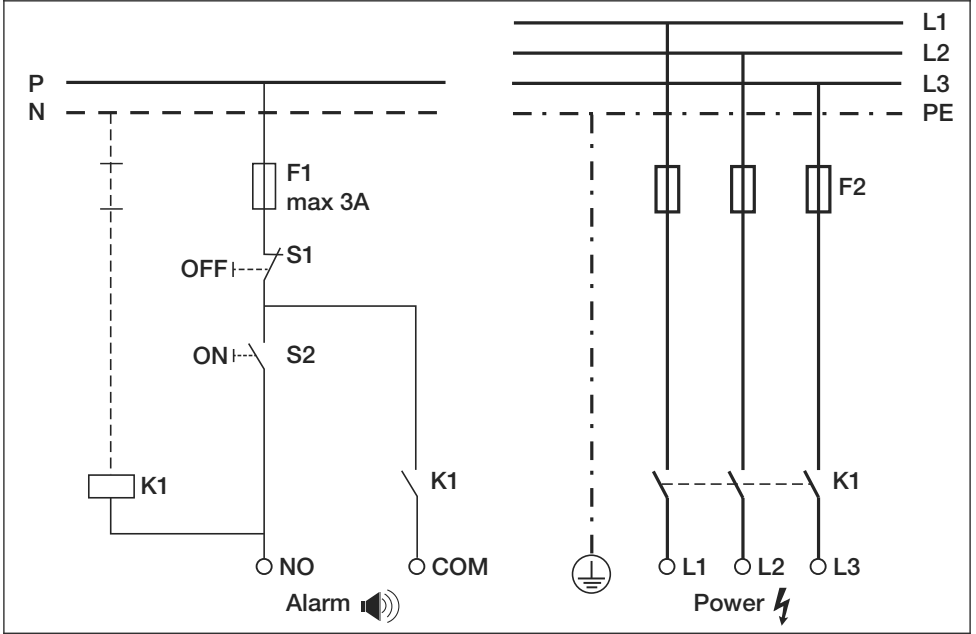 P
N
F1
max 3A
OFF
S1
ON
S2
K1
K1
NO
COM
Alarm
L1
L2
L3
PE
F2
K1
L1
L2
L3
Power